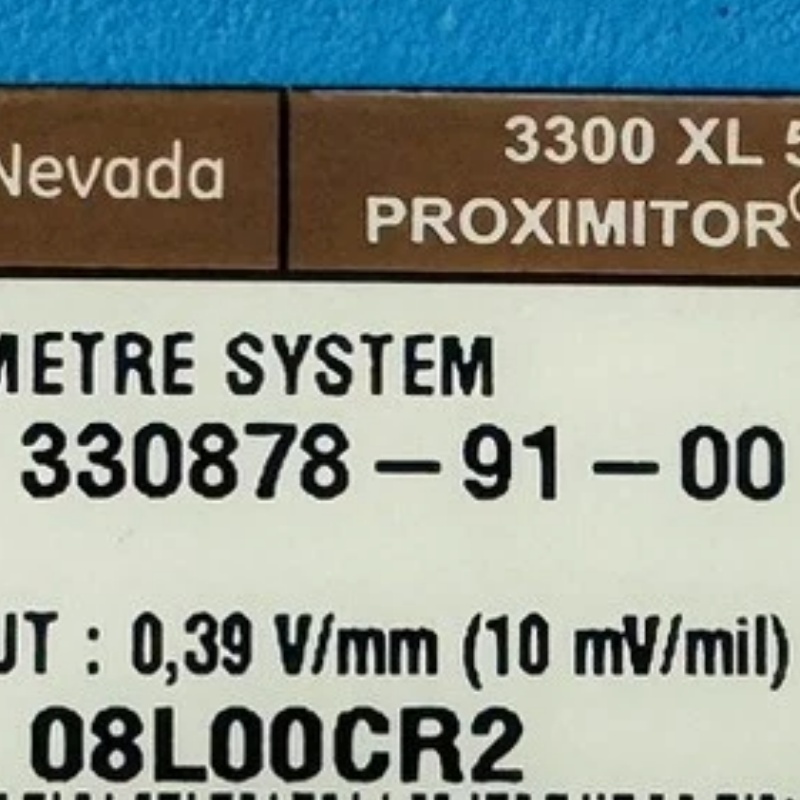 Nevada
3300 XL 5
PROXIMITOR®
METRE SYSTEM
330878-91-00
UT : 0,39 V/mm (10 mV/mil)
08L00CR2